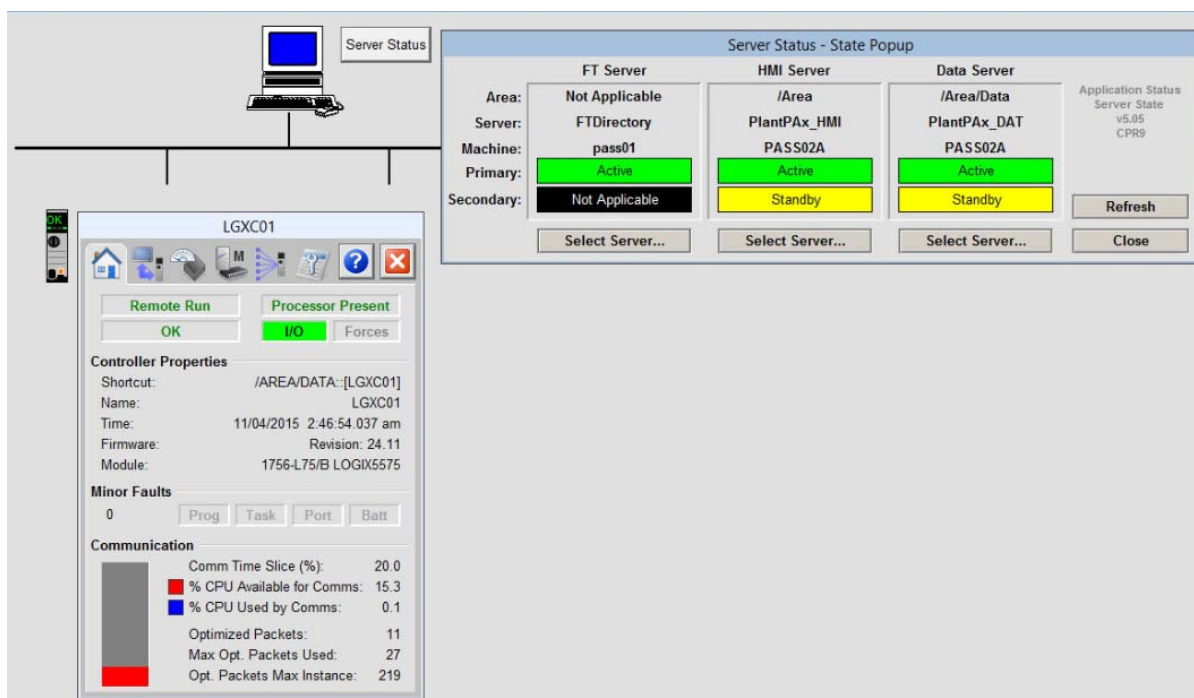 Server Status
Server Status - State Popup
FT Server HMI Server Data Server
Area: Not Applicable /Area /Area/Data
Server: FTDirectory PlantPAx_HMI PlantPAx_DAT
Machine: pass01 PASS02A PASS02A
Primary: Active Active Active
Secondary: Not Applicable Standby Standby
Application Status
Server State
v5.05
CPR9
Refresh
Select Server... Select Server... Select Server... Close
OK
LGXC01
M ?
Remote Run Processor Present
OK I/O Forces
Controller Properties
Shortcut: /AREA/DATA::[LGXC01]
Name: LGXC01
Time: 11/04/2015 2:46:54.037 am
Firmware: Revision: 24.11
Module: 1756-L75/B LOGIX5575
Minor Faults
0 Prog Task Port Batt
Communication
Comm Time Slice (%): 20.0
% CPU Available for Comms: 15.3
% CPU Used by Comms: 0.1
Optimized Packets: 11
Max Opt. Packets Used: 27
Opt. Packets Max Instance: 219